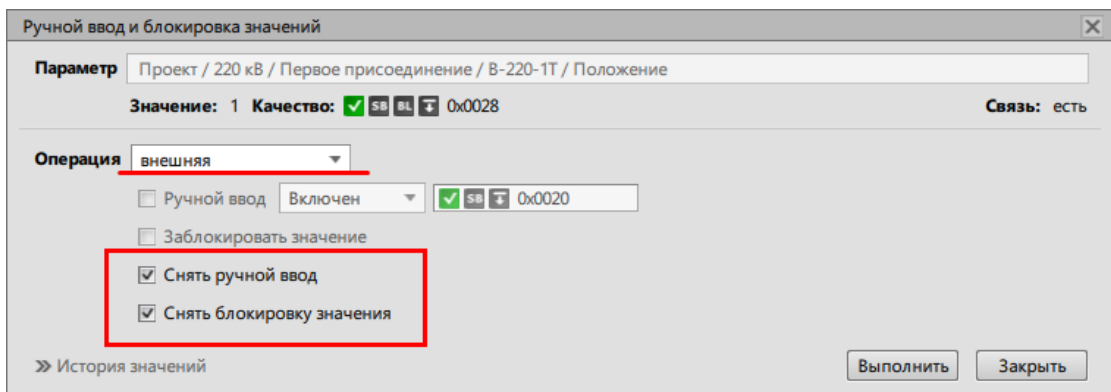 Ручной ввод и блокировка значений
Параметр Проект / 220 кВ / Первое присоединение / В-220-1Т / Положение
Значение: 1 Качество: SB BL 0x0028 Связь: есть
Операция внешняя
Ручной ввод Включен SB 0x0020
Заблокировать значение
Снять ручной ввод
Снять блокировку значения
История значений Выполнить Закрыть